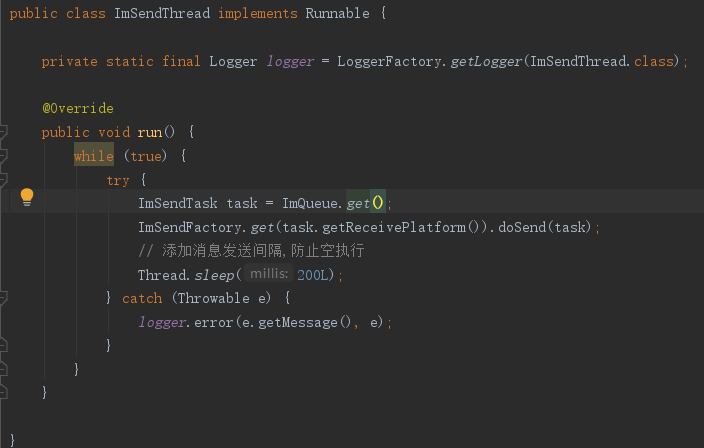 public class ImSendThread implements Runnable {
private static final Logger logger = LoggerFactory.getLogger(ImSendThread.class);
@Override
public void run() {
while (true) {
try {
ImSendTask task = ImQueue.get();
ImSendFactory.get(task.getReceivePlatform()).doSend(task);
// 添加消息发送间隔,防止空执行
Thread.sleep( millis: 200L);
} catch (Throwable e) {
logger.error(e.getMessage(), e);
}
}
}
}